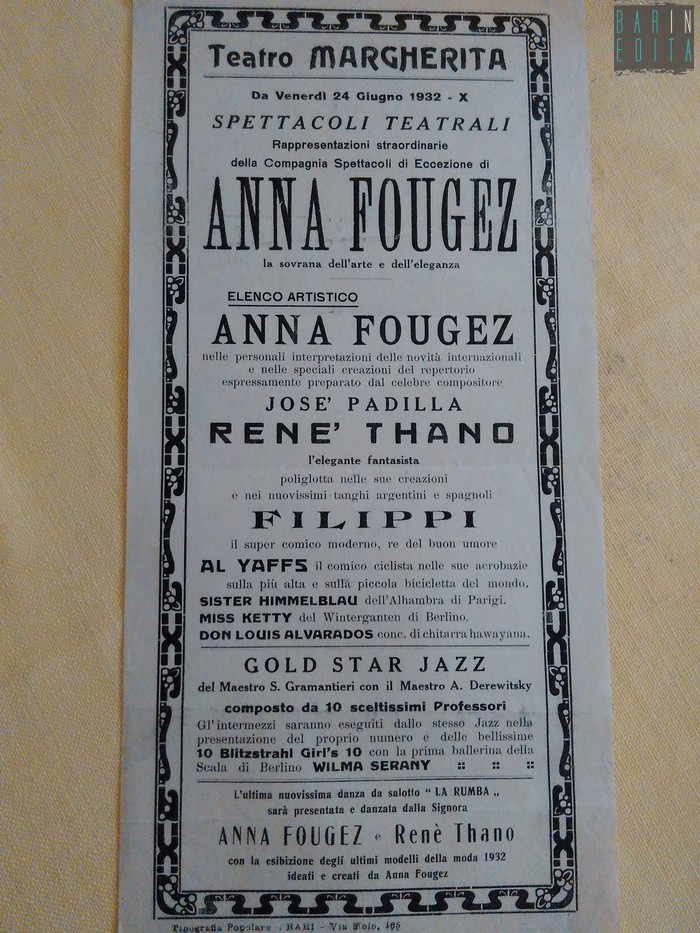 BARIN
EDITA
Teatro MARGHERITA
Da Venerdì 24 Giugno 1932 - X
SPETTACOLI TEATRALI
Rappresentazioni straordinarie
della Compagnia Spettacoli di Eccezione di
ANNA FOUGEZ
la sovrana dell'arte e dell'eleganza
ELENCO ARTISTICO
ANNA FOUGEZ
nelle personali interpretazioni delle novità internazionali
e nelle speciali creazioni del repertorio
espressamente preparato dal celebre compositore
JOSE' PADILLA
RENE' THANO
l'elegante fantasista
poliglotta nelle sue creazioni
e nei nuovissimi tanghi argentini e spagnoli
FILIPPI
il super comico moderno, re del buon umore
AL YAFFS il comico ciclista nelle sue acrobazie
sulla più alta e sulla piccola bicicletta del mondo.
SISTER HIMMELBLAU dell'Alhambra di Parigi.
MISS KETTY del Winterganten di Berlino.
DON LOUIS ALVARADOS conc. di chitarra hawayana.
GOLD STAR JAZZ
del Maestro S. Gramantieri con il Maestro A. Derewitsky
composto da 10 sceltissimi Professori
Gl'intermezzi saranno eseguiti dallo stesso Jazz nella
presentazione del proprio numero e delle bellissime
10 Blitzstrahl Girl's 10 con la prima ballerina della
Scala di Berlino WILMA SERANY :: :: ::
L'ultima nuovissima danza da salotto " LA RUMBA „
sarà presentata e danzata dalla Signora
ANNA FOUGEZ e Renè Thano
con la esibizione degli ultimi modelli della moda 1932
ideati e creati da Anna Fougez
Tipografia Popolare . BARI - Via Melo, 165